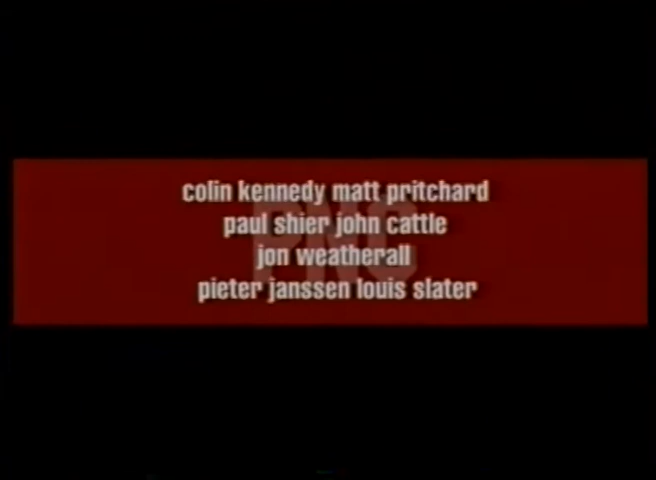 colin kennedy matt pritchard
paul shier john cattle
jon weatherall
pieter janssen louis slater